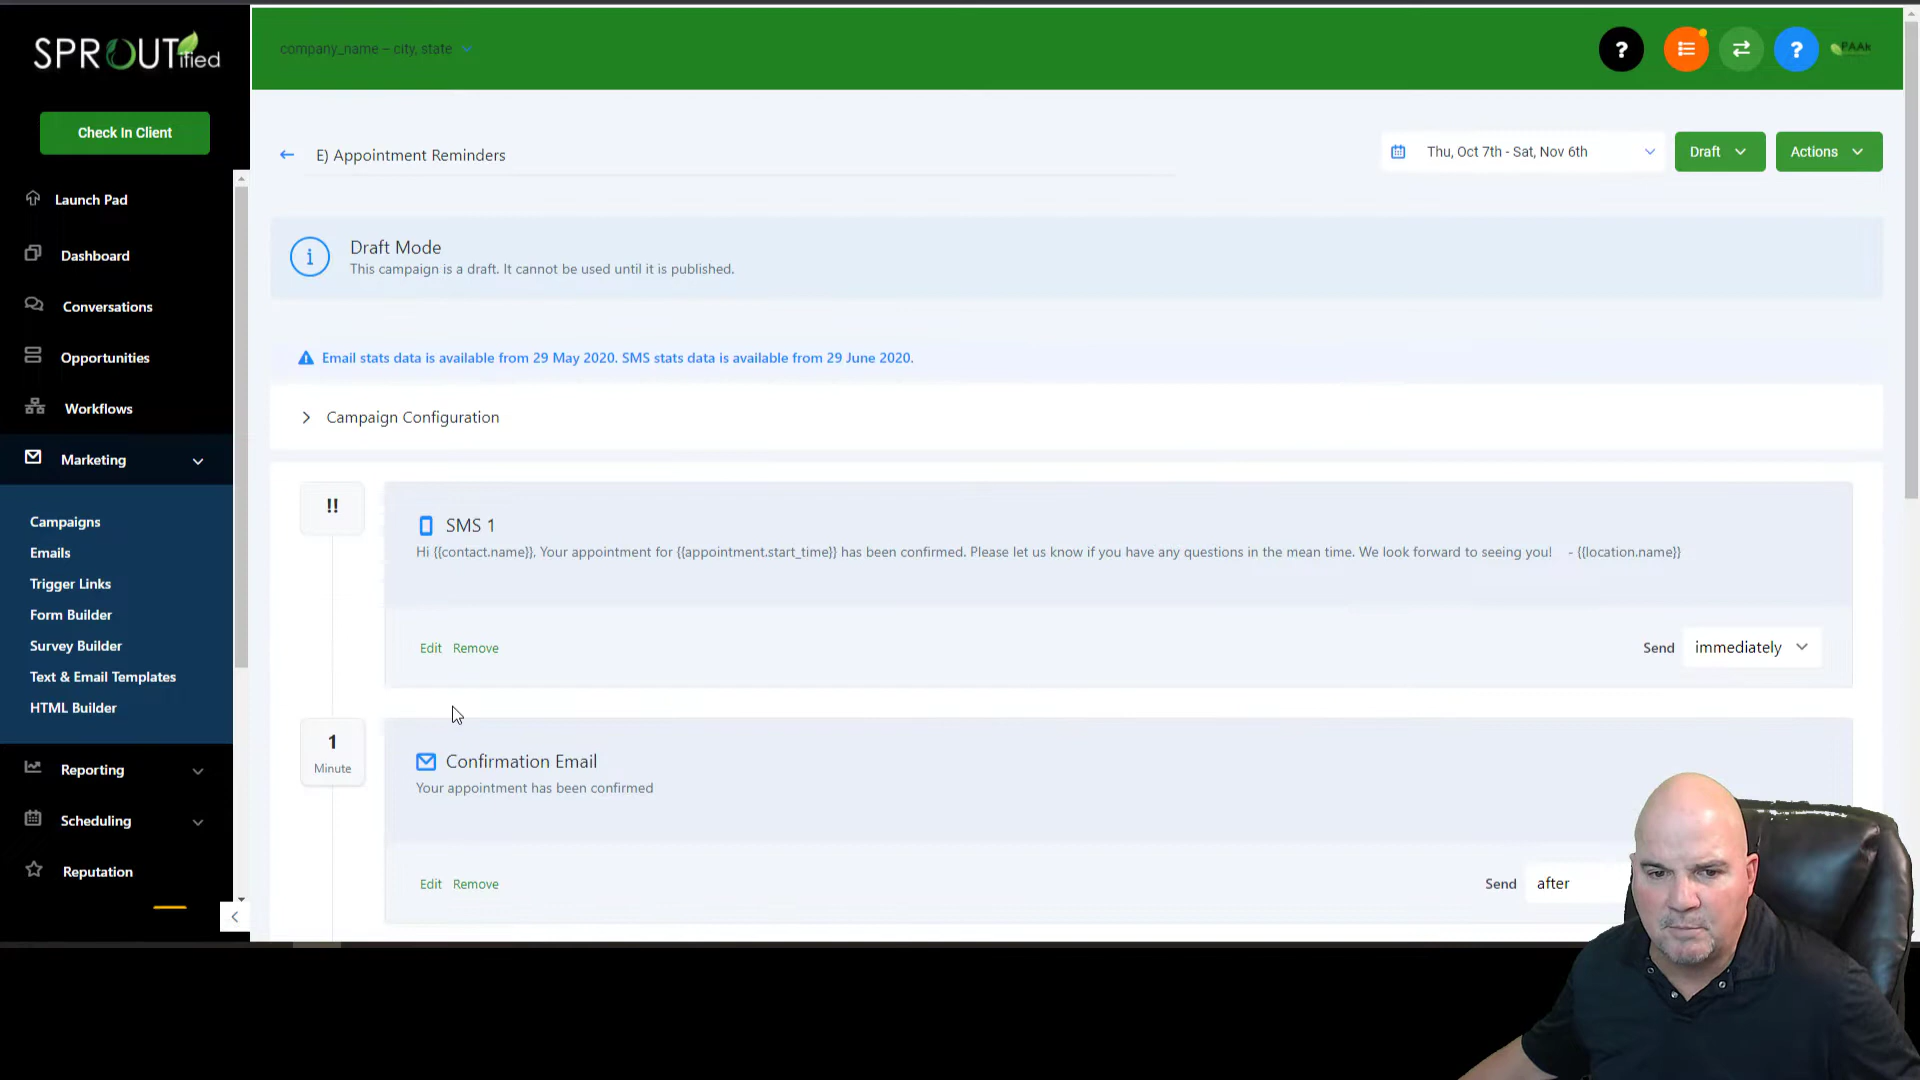 SPROUTified
company_name – city, state
?
?
PAAk
Check In Client
E) Appointment Reminders
Thu, Oct 7th - Sat, Nov 6th
Draft
Actions
Launch Pad
Dashboard
Conversations
Opportunities
Workflows
Marketing
Campaigns
Emails
Trigger Links
Form Builder
Survey Builder
Text & Email Templates
HTML Builder
Reporting
Scheduling
Reputation
i
Draft Mode
This campaign is a draft. It cannot be used until it is published.
Email stats data is available from 29 May 2020. SMS stats data is available from 29 June 2020.
Campaign Configuration
!!
SMS 1
Hi {{contact.name}}, Your appointment for {{appointment.start_time}} has been confirmed. Please let us know if you have any questions in the mean time. We look forward to seeing you! - {{location.name}}
Edit Remove
Send immediately
1
Minute
Confirmation Email
Your appointment has been confirmed
Edit Remove
Send after